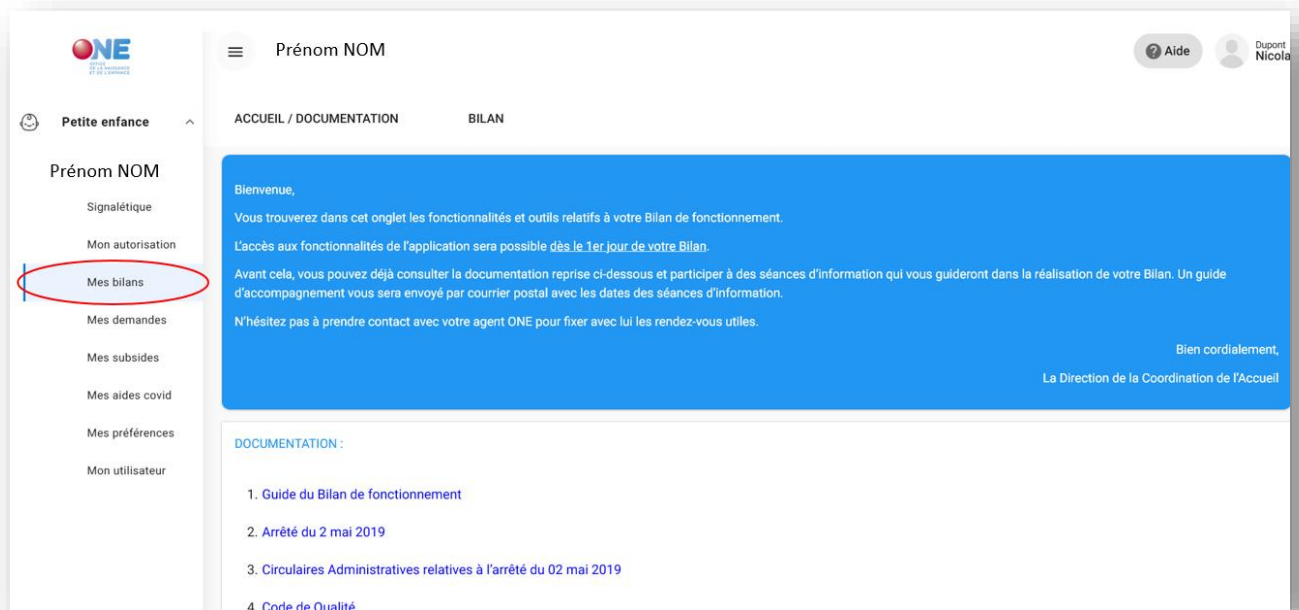 ONE
OFFICE
DE LA NAISSANCE
ET DE L'ENFANCE
Prénom NOM
Aide
Dupont
Nicola
Petite enfance
ACCUEIL / DOCUMENTATION
BILAN
Prénom NOM
Signalétique
Mon autorisation
Mes bilans
Mes demandes
Mes subsides
Mes aides covid
Mes préférences
Mon utilisateur
Bienvenue,
Vous trouverez dans cet onglet les fonctionnalités et outils relatifs à votre Bilan de fonctionnement.
L'accès aux fonctionnalités de l'application sera possible dès le 1er jour de votre Bilan.
Avant cela, vous pouvez déjà consulter la documentation reprise ci-dessous et participer à des séances d'information qui vous guideront dans la réalisation de votre Bilan. Un guide
d'accompagnement vous sera envoyé par courrier postal avec les dates des séances d'information.
N'hésitez pas à prendre contact avec votre agent ONE pour fixer avec lui les rendez-vous utiles.
Bien cordialement,
La Direction de la Coordination de l'Accueil
DOCUMENTATION :
1. Guide du Bilan de fonctionnement
2. Arrêté du 2 mai 2019
3. Circulaires Administratives relatives à l'arrêté du 02 mai 2019
4. Code de Qualité